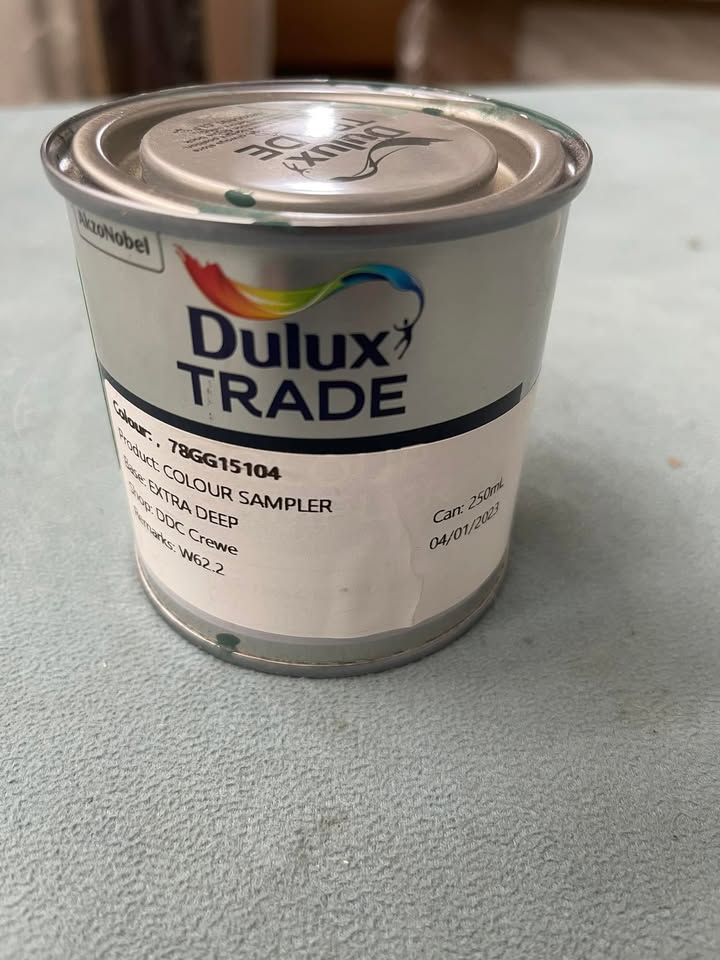 Dulux
TRADE
AkzoNobel
Dulux
TRADE
Colour: , 78GG15104
Product: COLOUR SAMPLER
Base: EXTRA DEEP
Shop: DDC Crewe
Remarks: W62.2
Can: 250mL
04/01/2023